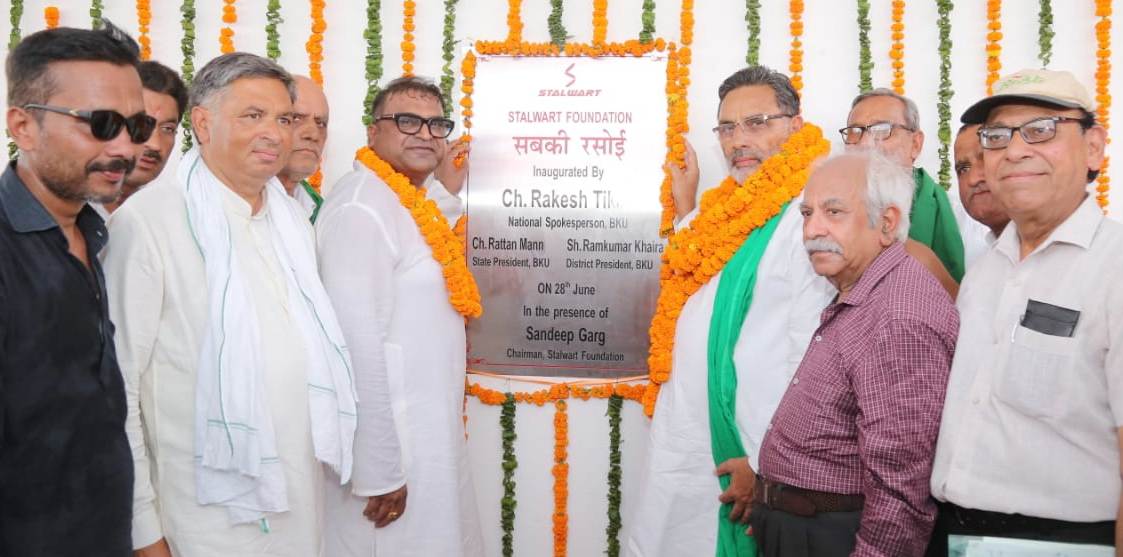 STALWART
STALWART FOUNDATION
सबकी रसोई
Inaugurated By
Ch. Rakesh Tik
National Spokesperson, BKU
Ch. Rattan Mann Sh. Ramkumar Khaira
State President, BKU District President, BKU
ON 28th June
In the presence of
Sandeep Garg
Chairman, Stalwart Foundation